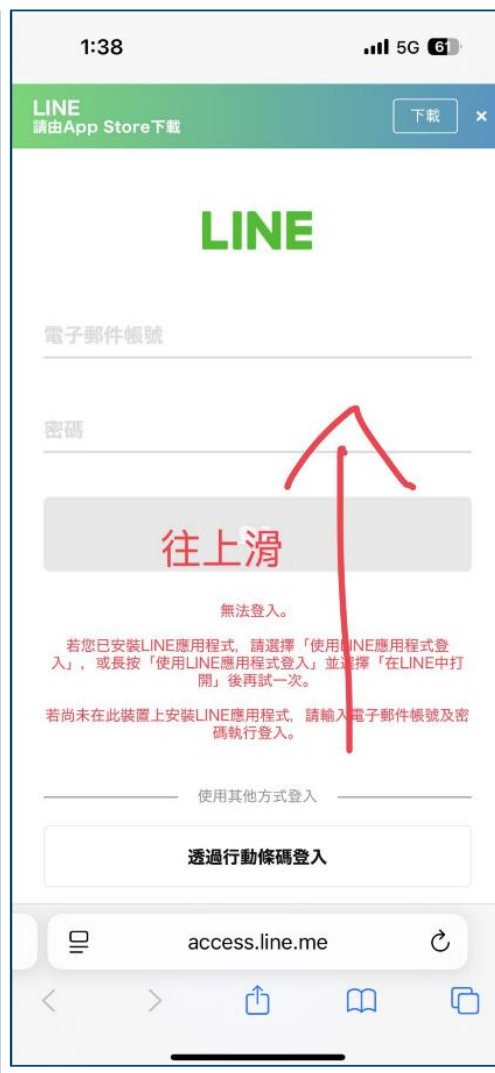 1:38 5G 61
LINE
請由App Store下載
下載 ×
LINE
電子郵件帳號
密碼
往上滑
無法登入。
若您已安裝LINE應用程式，請選擇「使用LINE應用程式登
入」，或長按「使用LINE應用程式登入」並選擇「在LINE中打
開」後再試一次。
若尚未在此裝置上安裝LINE應用程式，請輸入電子郵件帳號及密
碼執行登入。
使用其他方式登入
透過行動條碼登入
access.line.me